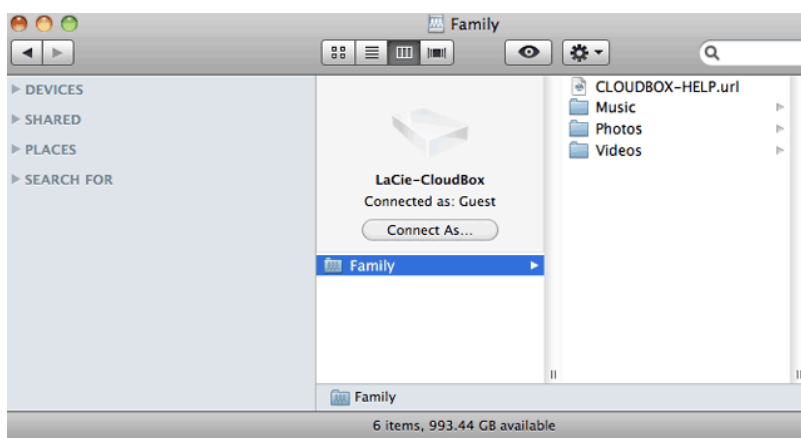 Family
DEVICES
SHARED
PLACES
SEARCH FOR
LaCie-CloudBox
Connected as: Guest
Connect As...
Family
CLOUDBOX-HELP.url
Music
Photos
Videos
Family
6 items, 993.44 GB available